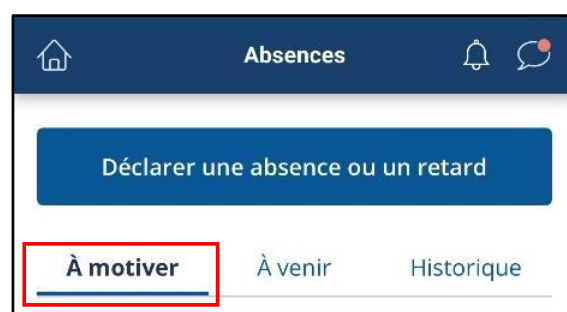 Absences
Déclarer une absence ou un retard
À motiver À venir Historique